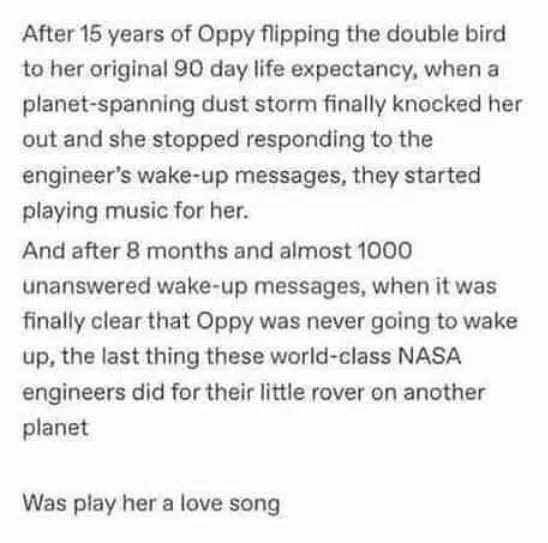 After 15 years of Oppy flipping the double bird
to her original 90 day life expectancy, when a
planet-spanning dust storm finally knocked her
out and she stopped responding to the
engineer's wake-up messages, they started
playing music for her.
And after 8 months and almost 1000
unanswered wake-up messages, when it was
finally clear that Oppy was never going to wake
up, the last thing these world-class NASA
engineers did for their little rover on another
planet
Was play her a love song